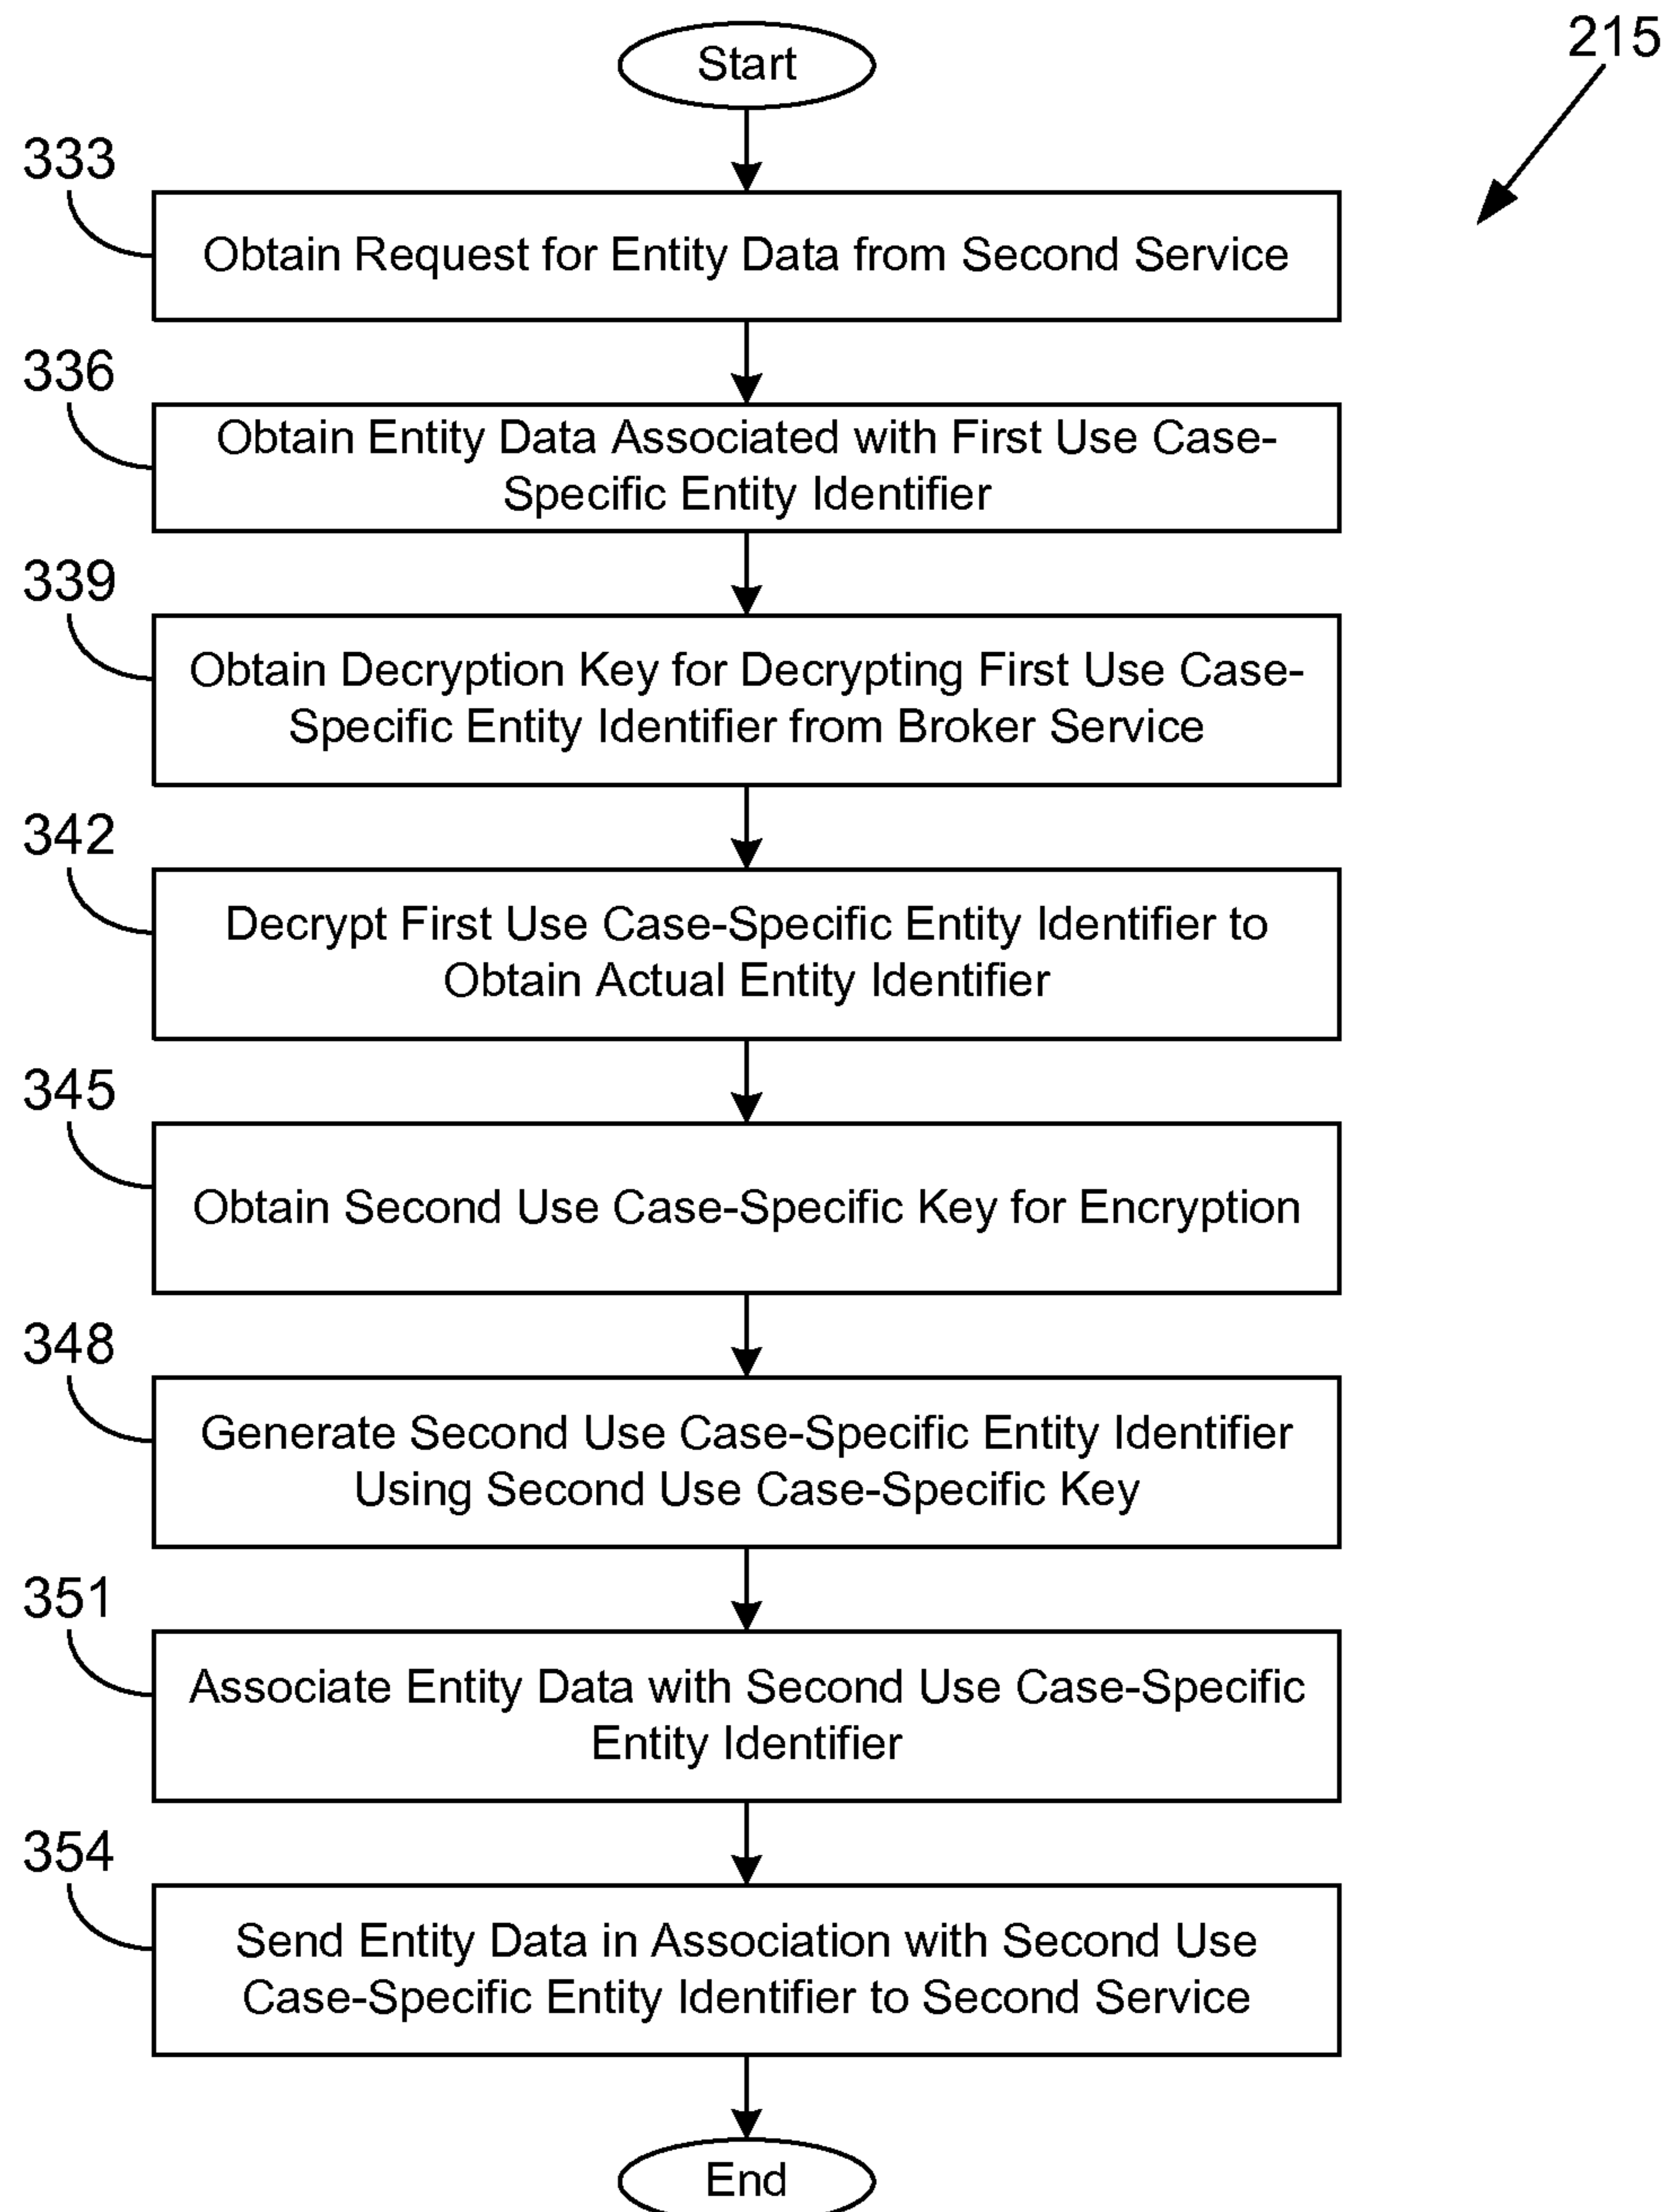 Start
215
333
Obtain Request for Entity Data from Second Service
336
Obtain Entity Data Associated with First Use Case-
Specific Entity Identifier
339
Obtain Decryption Key for Decrypting First Use Case-
Specific Entity Identifier from Broker Service
342
Decrypt First Use Case-Specific Entity Identifier to
Obtain Actual Entity Identifier
345
Obtain Second Use Case-Specific Key for Encryption
348
Generate Second Use Case-Specific Entity Identifier
Using Second Use Case-Specific Key
351
Associate Entity Data with Second Use Case-Specific
Entity Identifier
354
Send Entity Data in Association with Second Use
Case-Specific Entity Identifier to Second Service
End